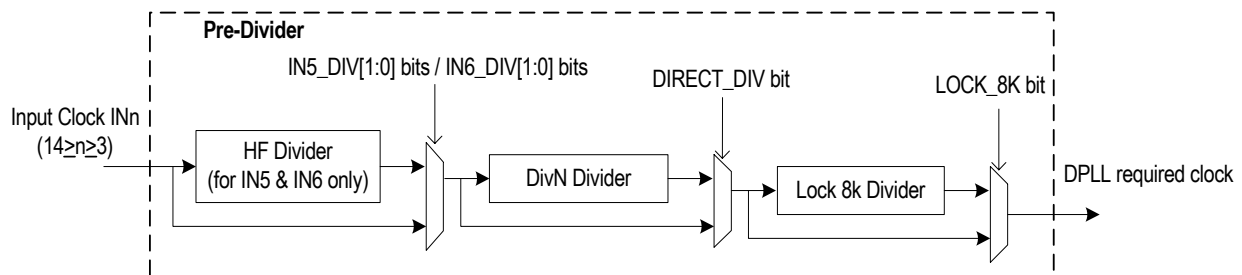 Pre-Divider
IN5_DIV[1:0] bits / IN6_DIV[1:0] bits
DIRECT_DIV bit
LOCK_8K bit
Input Clock INn
(14≥n≥3)
HF Divider
(for IN5 & IN6 only)
DivN Divider
Lock 8k Divider
DPLL required clock